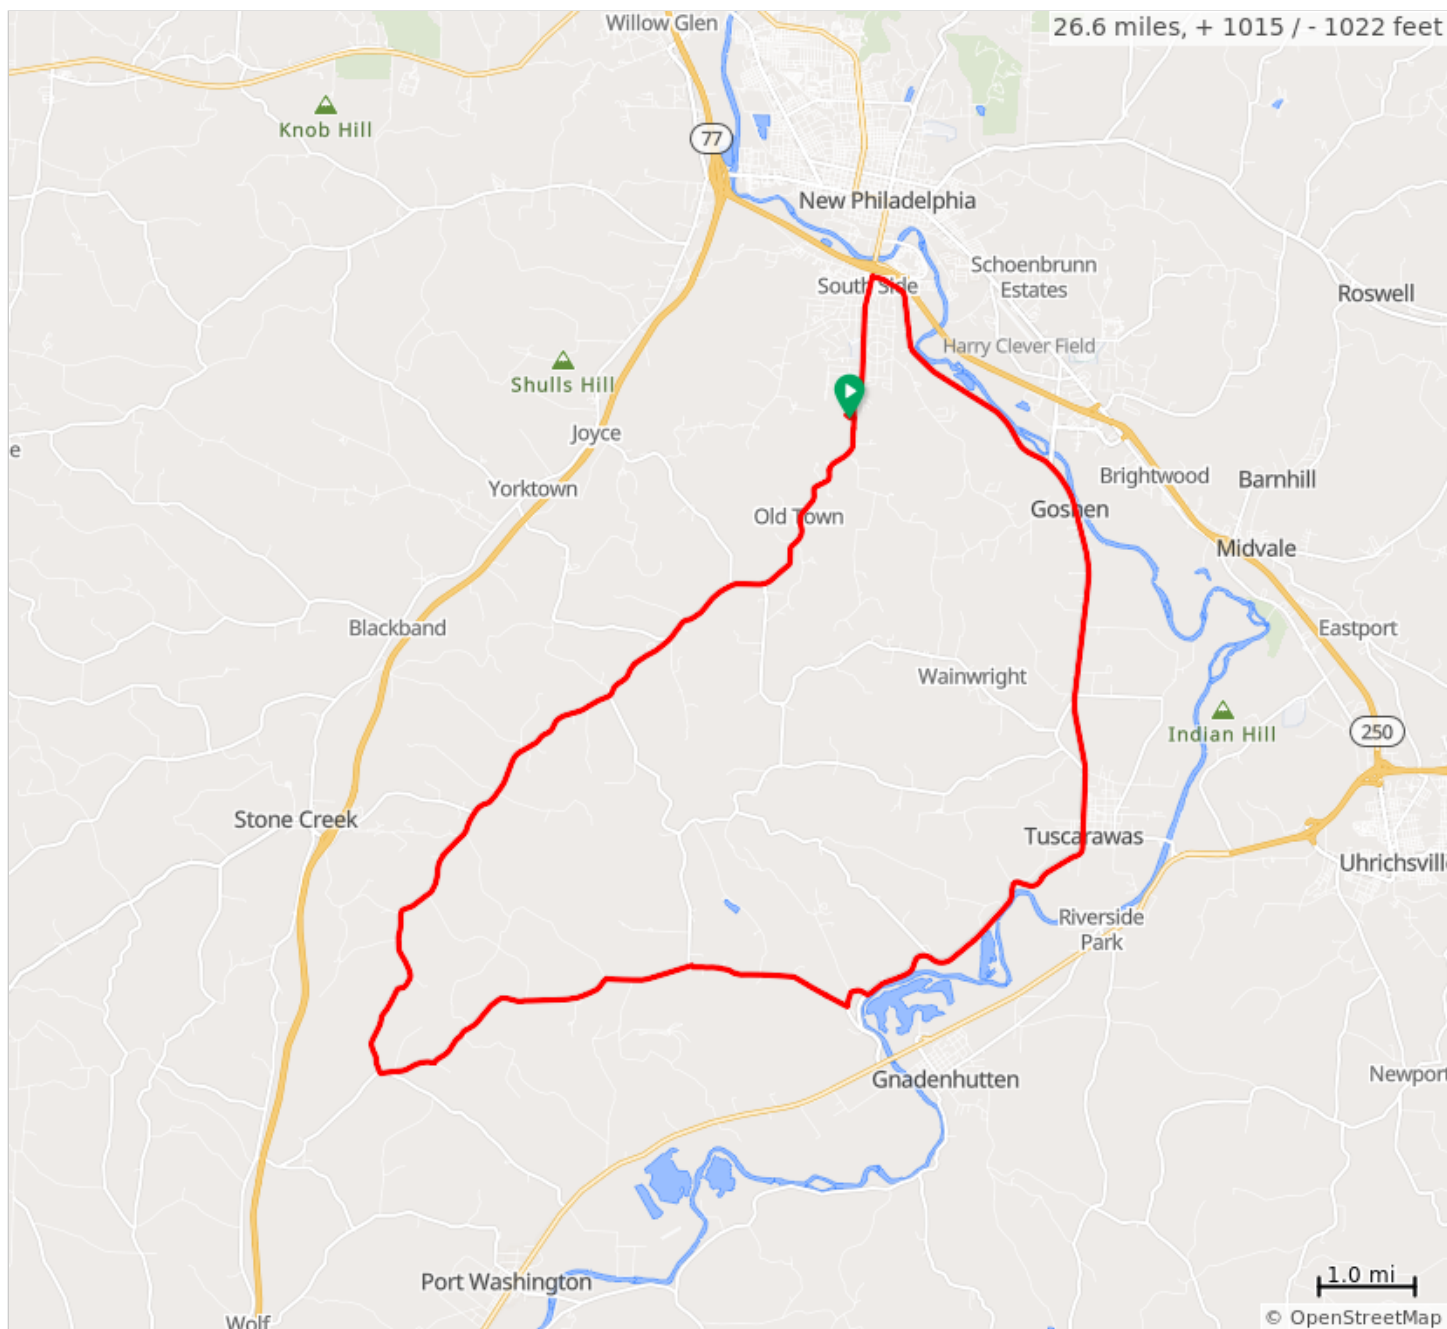 Willow Glen
26.6 miles, + 1015 / - 1022 feet
Knob Hill
77
New Philadelphia
Schoenbrunn
Estates
South Side
Roswell
Harry Clever Field
Shulls Hill
Joyce
e
Brightwood
Barnhill
Yorktown
Goshen
Old Town
Midvale
Blackband
Eastport
Wainwright
Indian Hill
250
Stone Creek
Tuscarawas
Uhrichsville
Riverside
Park
Gnadenhutten
Newport
Port Washington
1.0 mi
Wolf
© OpenStreetMap